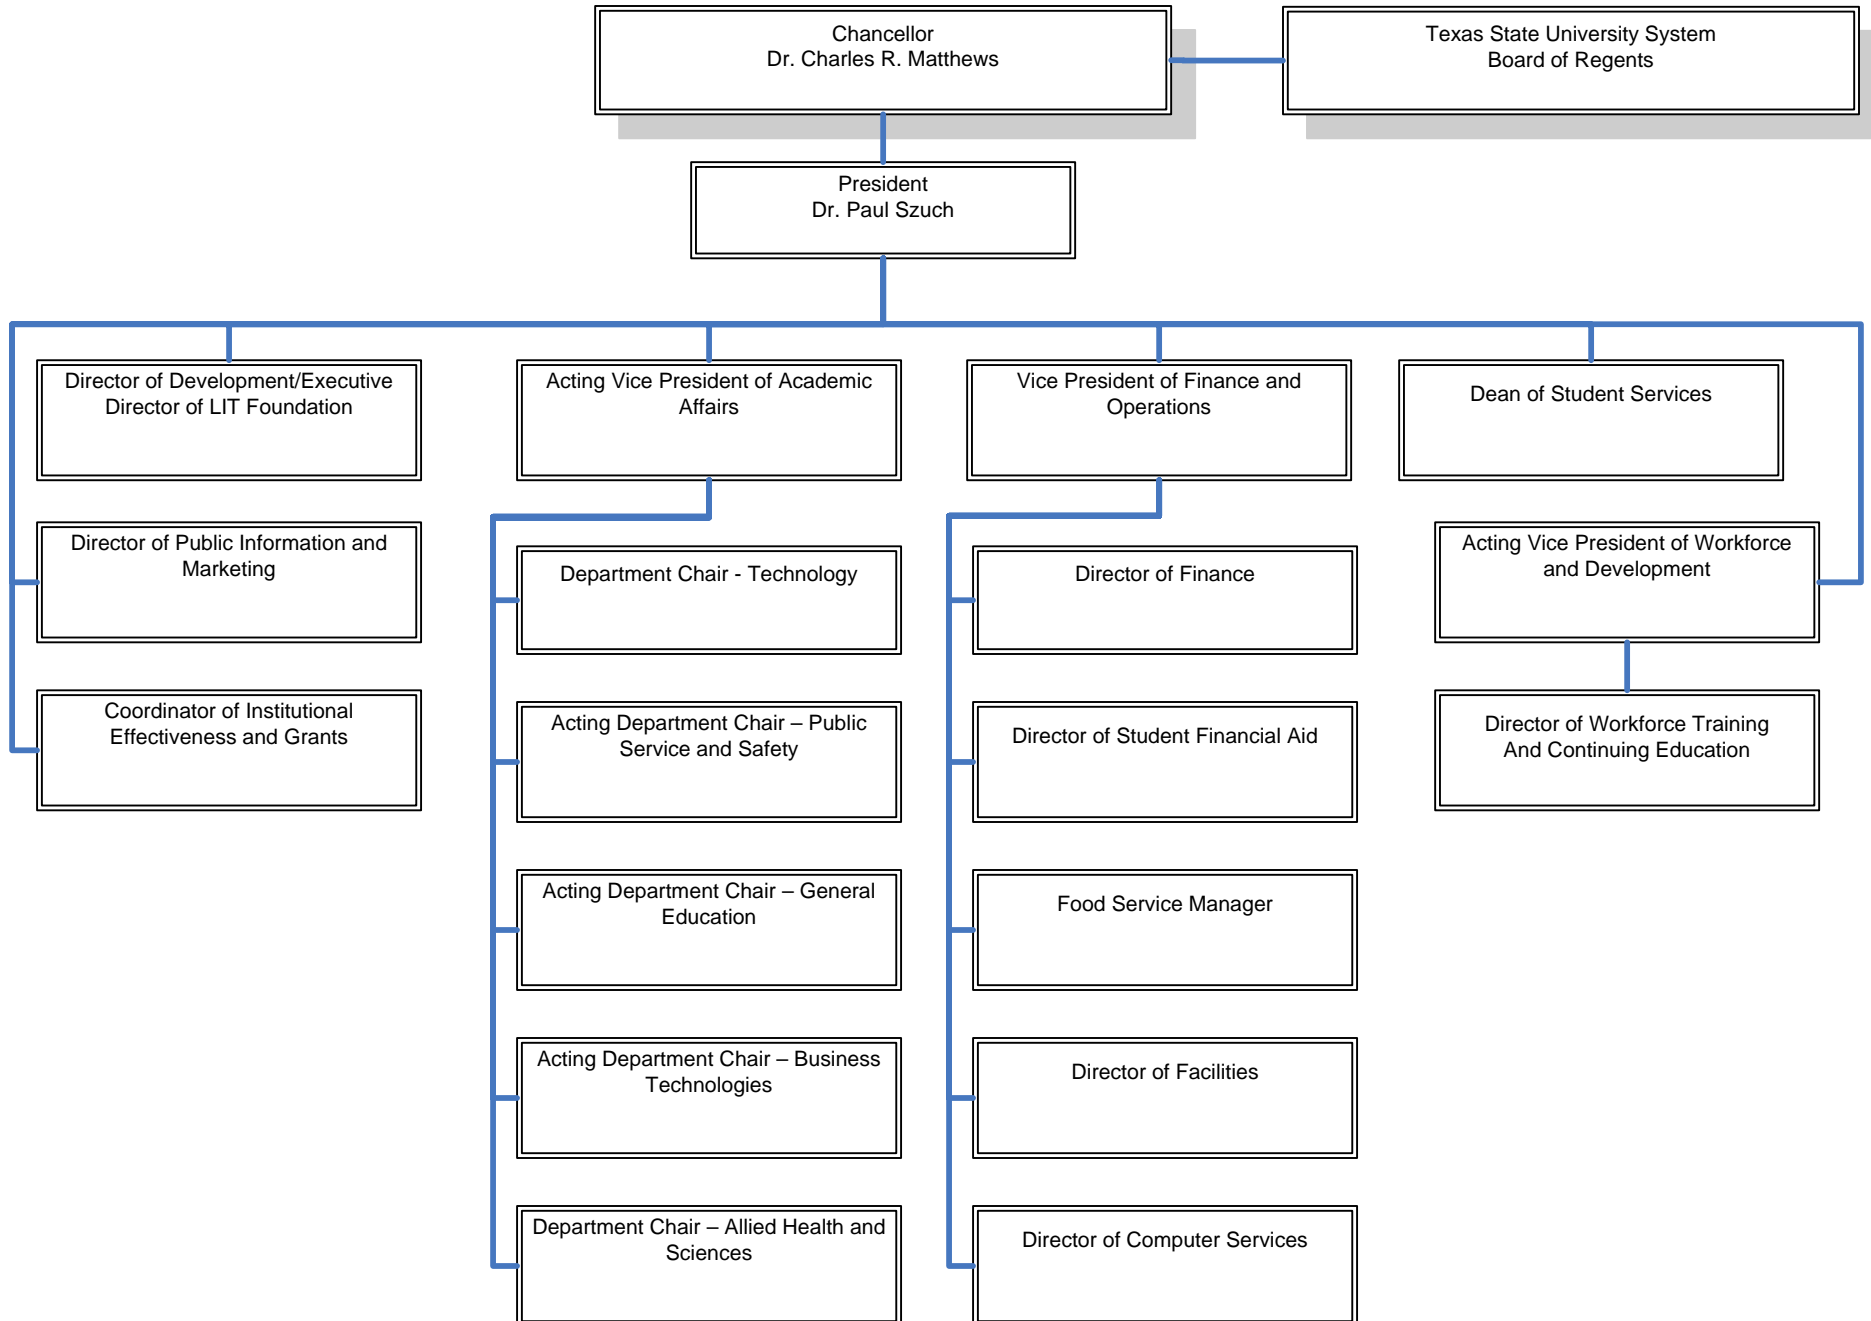 Chancellor
Dr. Charles R. Matthews
Texas State University System
Board of Regents
President
Dr. Paul Szuch
Director of Development/Executive
Director of LIT Foundation
Acting Vice President of Academic
Affairs
Vice President of Finance and
Operations
Dean of Student Services
Director of Public Information and
Marketing
Department Chair - Technology
Director of Finance
Acting Vice President of Workforce
and Development
Coordinator of Institutional
Effectiveness and Grants
Acting Department Chair – Public
Service and Safety
Director of Student Financial Aid
Director of Workforce Training
And Continuing Education
Acting Department Chair – General
Education
Food Service Manager
Acting Department Chair – Business
Technologies
Director of Facilities
Department Chair – Allied Health and
Sciences
Director of Computer Services